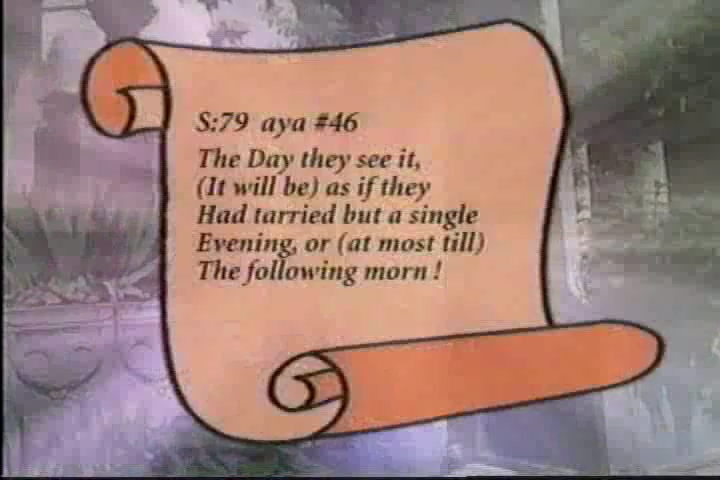 S:79 aya #46
The Day they see it,
(It will be) as if they
Had tarried but a single
Evening, or (at most till)
The following morn !